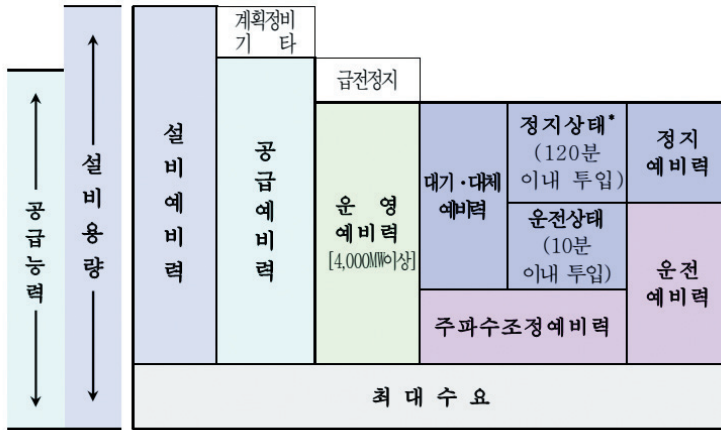 공급능력
설비용량
설비예비력
계획정비
기 타
공급예비력
급전정지
운 영
예비력
[4,000㎿이상]
대기·대체
예비력
정지상태*
(120분
이내 투입)
운전상태
(10분
이내 투입)
주파수조정예비력
정지
예비력
운전
예비력
최 대 수 요